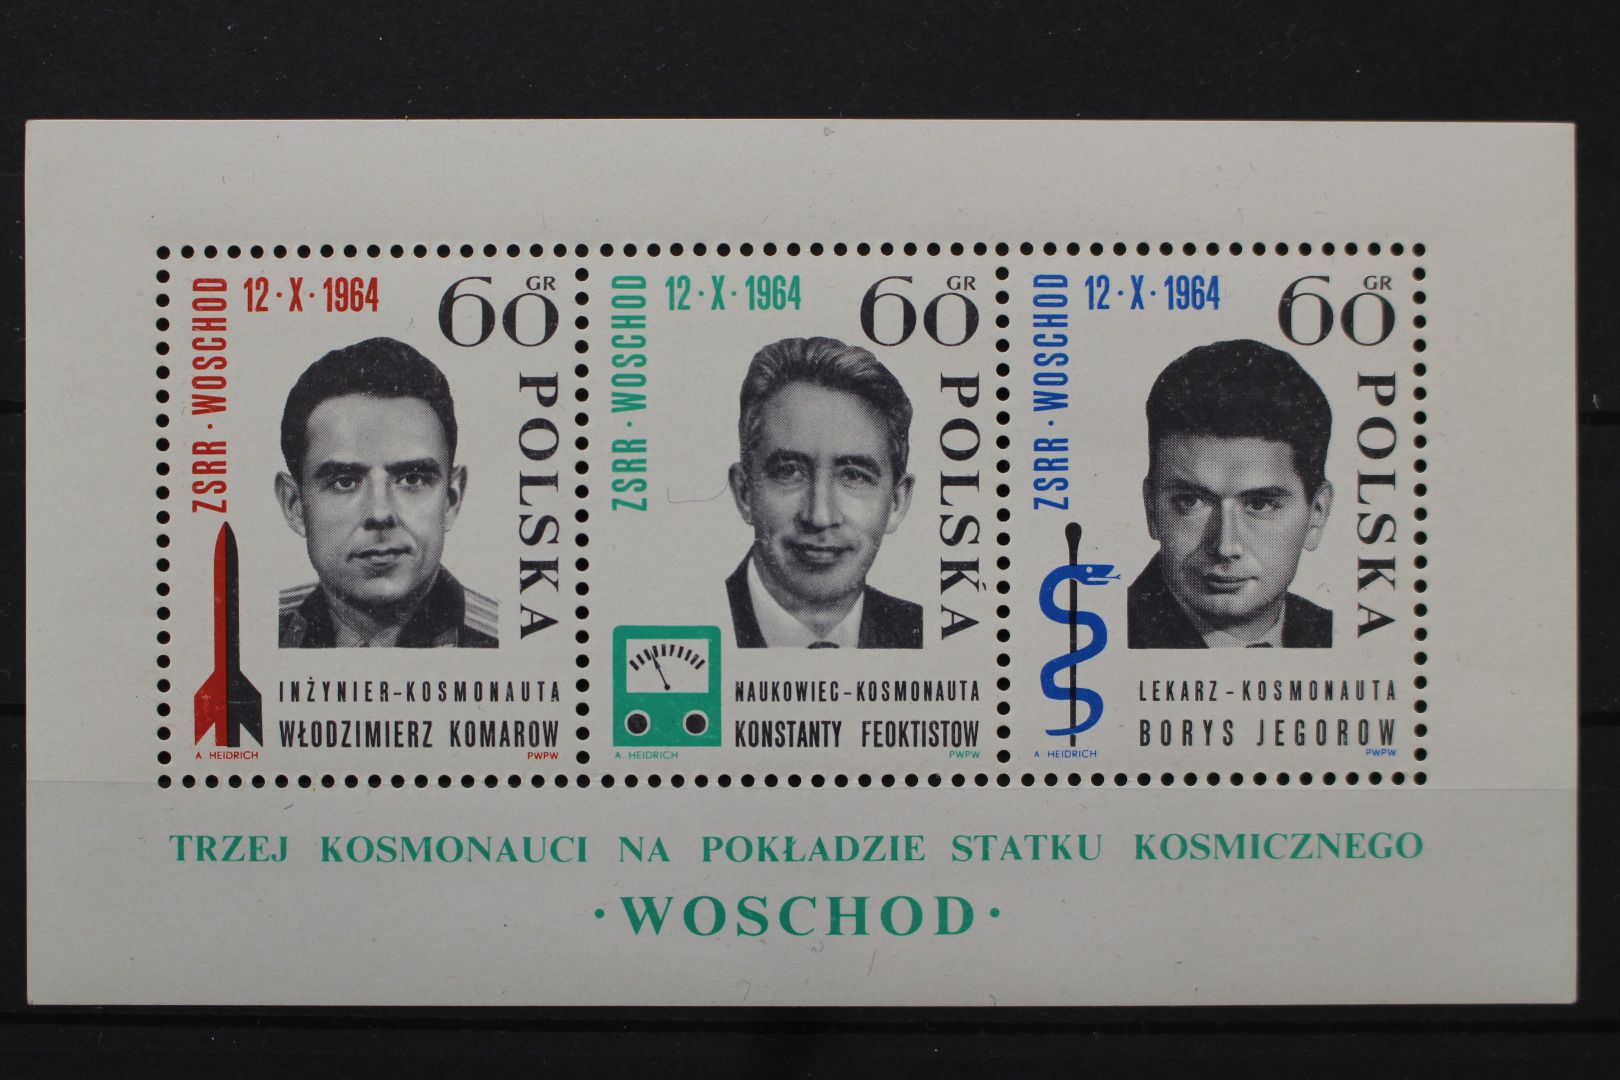 ZSRR · WOSCHOD
12 · X · 1964
60 GR
POLSKA
INŻYNIER-KOSMONAUTA
WŁODZIMIERZ KOMAROW
A. HEIDRICH PWPW
ZSRR · WOSCHOD
12 · X · 1964
60 GR
POLSKA
NAUKOWIEC-KOSMONAUTA
KONSTANTY FEOKTISTOW
A. HEIDRICH PWPW
ZSRR · WOSCHOD
12 · X · 1964
60 GR
POLSKA
LEKARZ-KOSMONAUTA
BORYS JEGOROW
A. HEIDRICH PWPW
TRZEJ KOSMONAUCI NA POKŁADZIE STATKU KOSMICZNEGO
· WOSCHOD ·